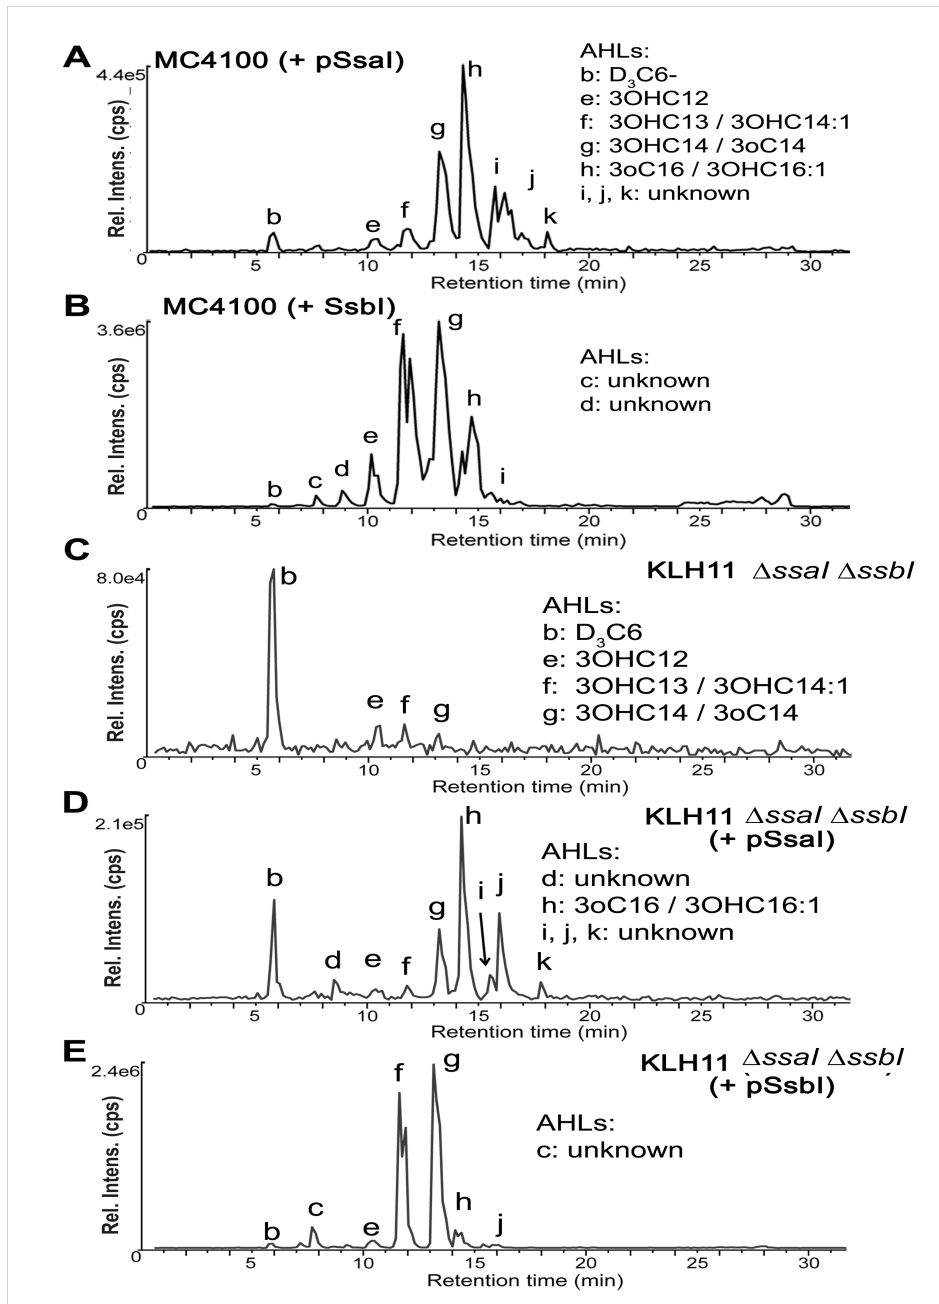 A
MC4100 (+ pSsaI)
4.4e5
Rel. Intens. (cps)
0
b
e
f
g
h
i
j
k
AHLs:
b: D3C6-
e: 3OHC12
f: 3OHC13 / 3OHC14:1
g: 3OHC14 / 3oC14
h: 3oC16 / 3OHC16:1
i, j, k: unknown
5 10 15 20 25 30
Retention time (min)
B
MC4100 (+ SsbI)
3.6e6
Rel. Intens. (cps)
0
b
c
d
e
f
g
h
i
AHLs:
c: unknown
d: unknown
5 10 15 20 25 30
Retention time (min)
C
KLH11 ΔssaI ΔssbI
8.0e4
Rel. Intens. (cps)
0
b
e
f
g
AHLs:
b: D3C6
e: 3OHC12
f: 3OHC13 / 3OHC14:1
g: 3OHC14 / 3oC14
5 10 15 20 25 30
Retention time (min)
D
KLH11 ΔssaI ΔssbI
(+ pSsaI)
2.1e5
Rel. Intens. (cps)
0
b
d
e
f
g
h
i
j
k
AHLs:
d: unknown
h: 3oC16 / 3OHC16:1
i, j, k: unknown
5 10 15 20 25 30
Retention time (min)
E
KLH11 ΔssaI ΔssbI
(+ pSsbI)
2.4e6
Rel. Intens. (cps)
0
b
c
e
f
g
h
j
AHLs:
c: unknown
5 10 15 20 25 30
Retention time (min)